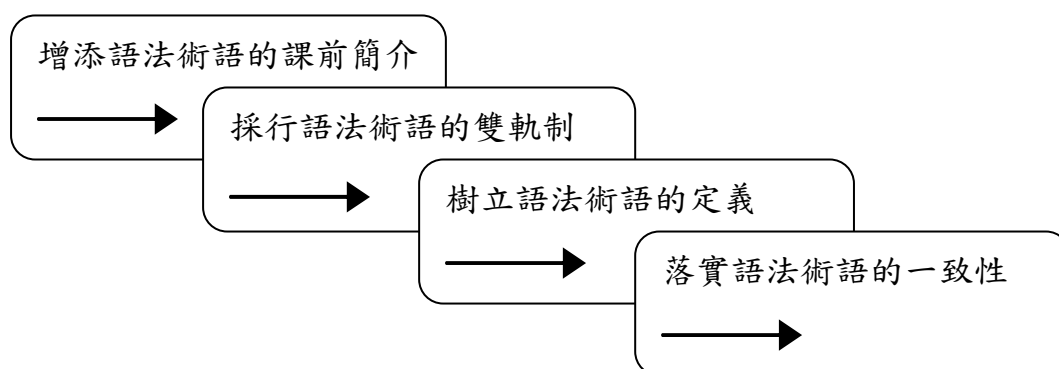 增添語法術語的課前簡介
採行語法術語的雙軌制
樹立語法術語的定義
落實語法術語的一致性